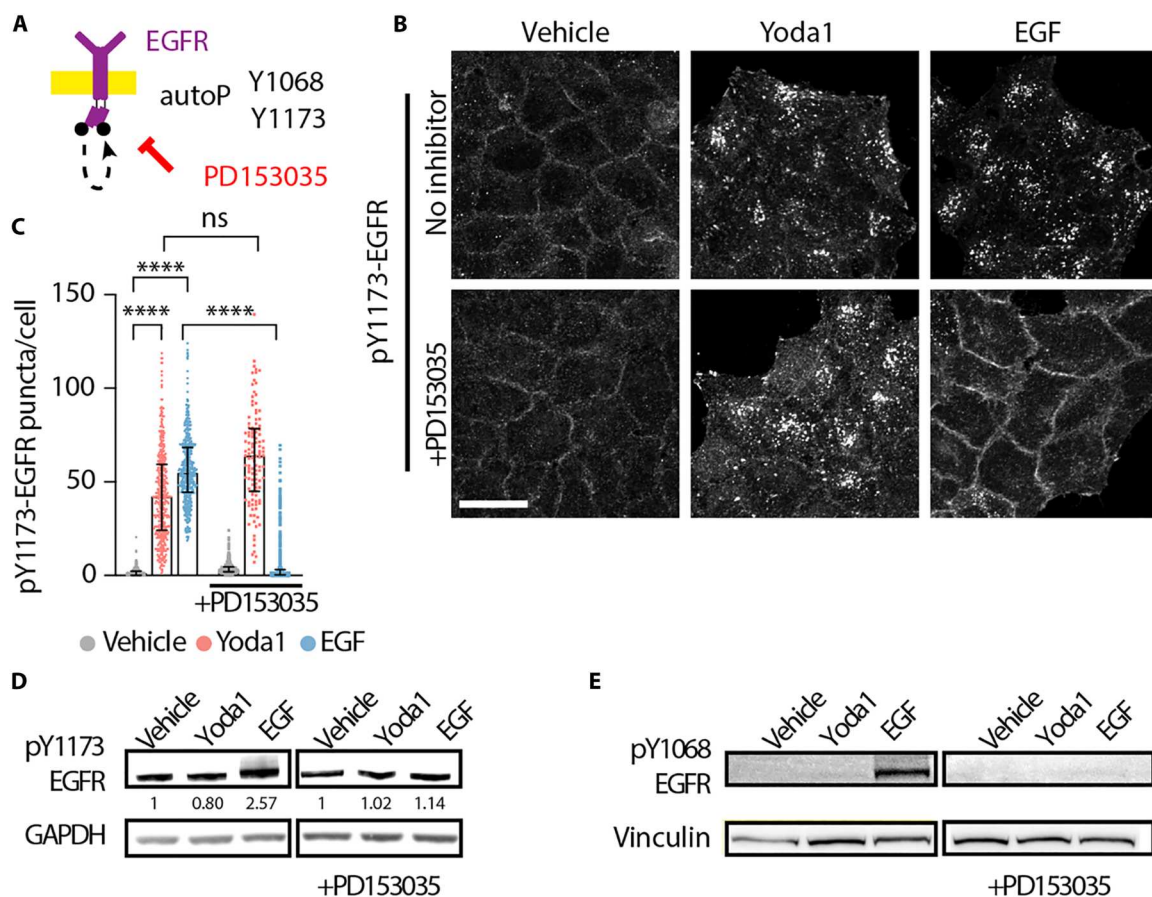 A
EGFR
autoP
Y1068
Y1173
PD153035
B
Vehicle
Yoda1
EGF
pY1173-EGFR
No inhibitor
+PD153035
C
ns
****
****
****
pY1173-EGFR puncta/cell
150
100
50
0
+PD153035
Vehicle
Yoda1
EGF
D
Vehicle
Yoda1
EGF
Vehicle
Yoda1
EGF
pY1173
EGFR
1
0.80
2.57
1
1.02
1.14
GAPDH
+PD153035
E
Vehicle
Yoda1
EGF
Vehicle
Yoda1
EGF
pY1068
EGFR
Vinculin
+PD153035